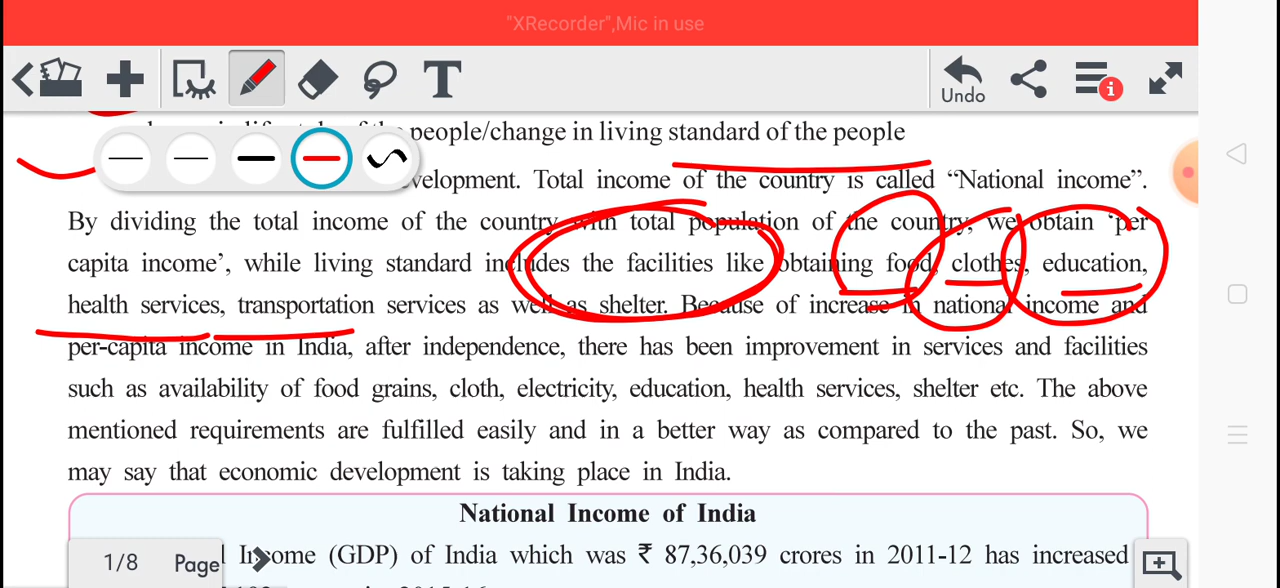 "XRecorder",Mic in use
T
Undo
i
people/change in living standard of the people
velopment. Total income of the country is called “National income”.
By dividing the total income of the country with total population of the country, we obtain ‘per
capita income’, while living standard includes the facilities like obtaining food, clothes, education,
health services, transportation services as well as shelter. Because of increase in national income and
per-capita income in India, after independence, there has been improvement in services and facilities
such as availability of food grains, cloth, electricity, education, health services, shelter etc. The above
mentioned requirements are fulfilled easily and in a better way as compared to the past. So, we
may say that economic development is taking place in India.
National Income of India
1/8 Page
Income (GDP) of India which was ₹ 87,36,039 crores in 2011-12 has increased